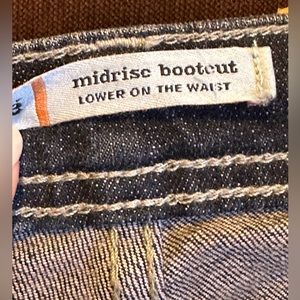 midrise bootcut
LOWER ON THE WAIST